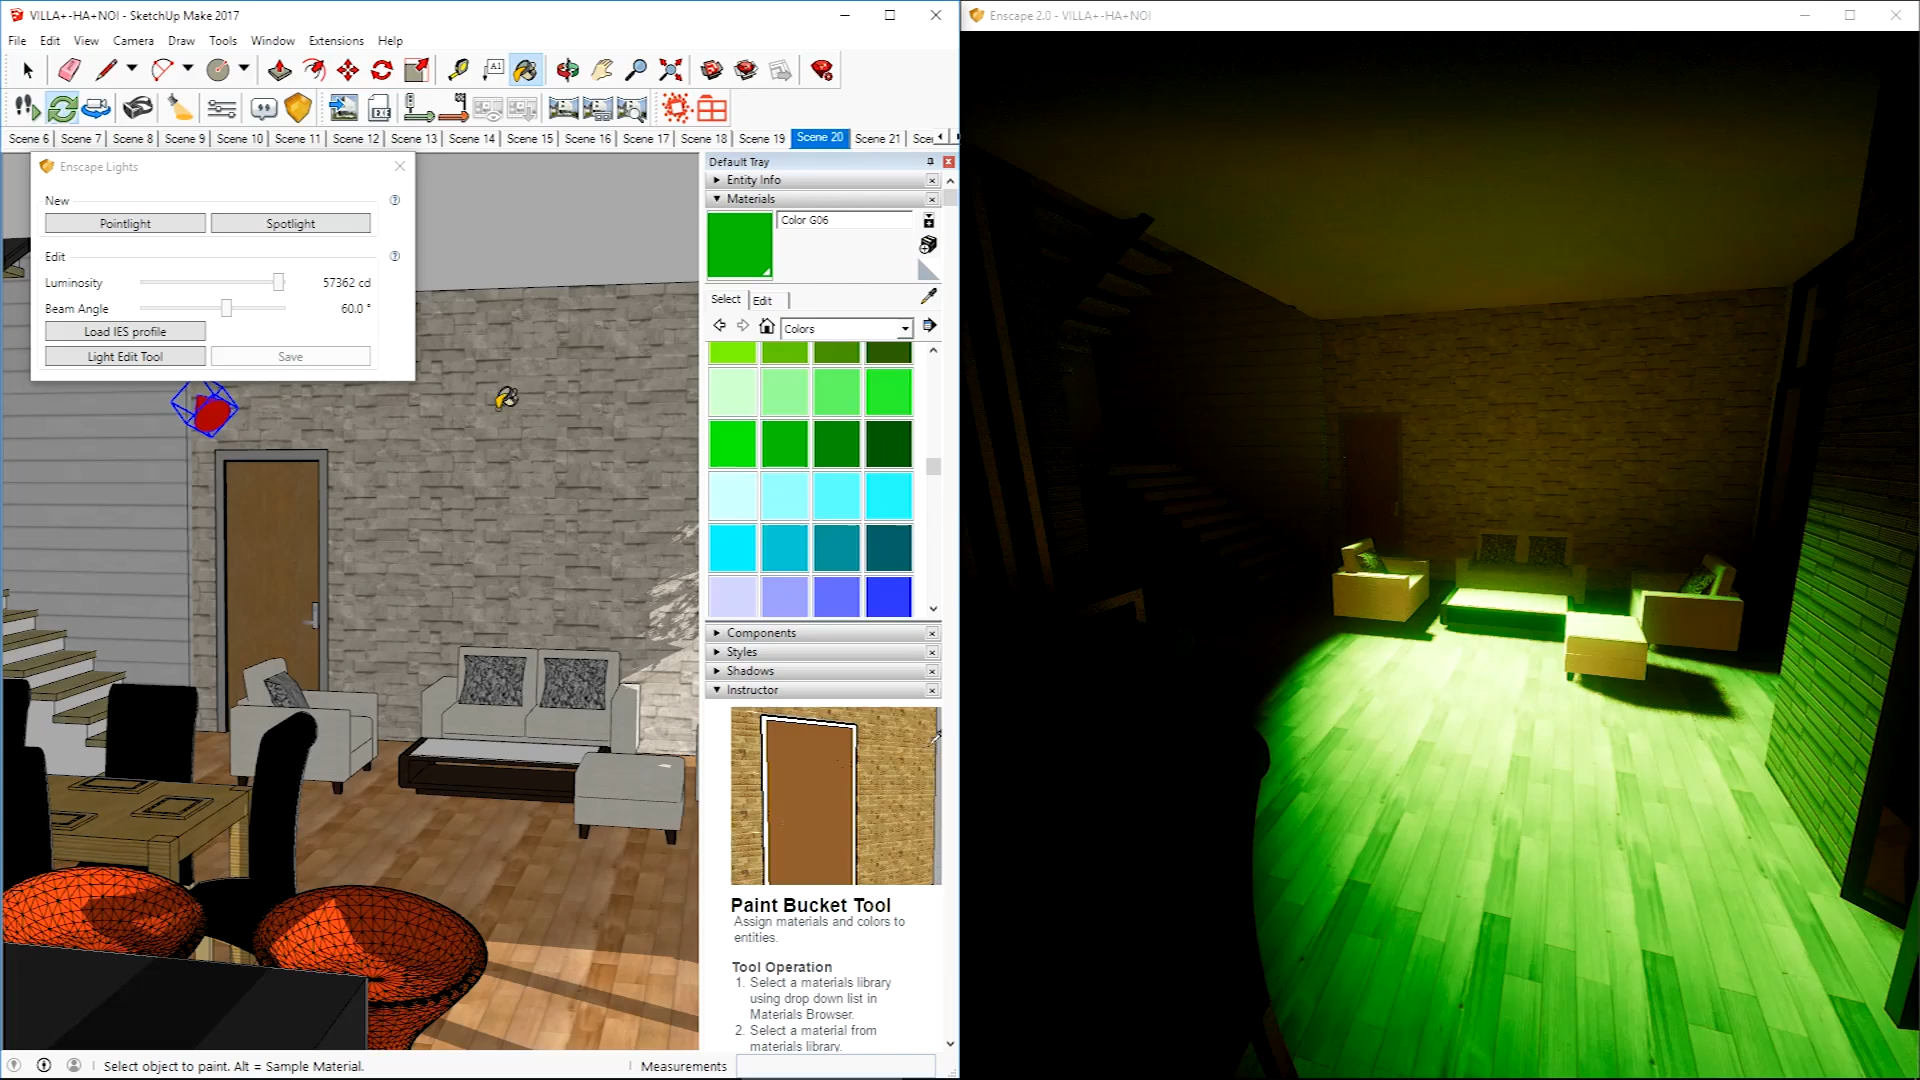 VILLA+-HA+NOI - SketchUp Make 2017
File Edit View Camera Draw Tools Window Extensions Help
A1
EXE
Scene 6 Scene 7 Scene 8 Scene 9 Scene 10 Scene 11 Scene 12 Scene 13 Scene 14 Scene 15 Scene 16 Scene 17 Scene 18 Scene 19 Scene 20 Scene 21
Enscape Lights
New
Pointlight Spotlight
Edit
Luminosity 57362 cd
Beam Angle 60.0 °
Load IES profile
Light Edit Tool Save
Default Tray
Entity Info
Materials
Color G06
Select Edit
Colors
Components
Styles
Shadows
Instructor
Paint Bucket Tool
Assign materials and colors to
entities.
Tool Operation
1. Select a materials library
using drop down list in
Materials Browser.
2. Select a material from
materials library.
Select object to paint. Alt = Sample Material.
Measurements
Enscape 2.0 - VILLA+-HA+NOI